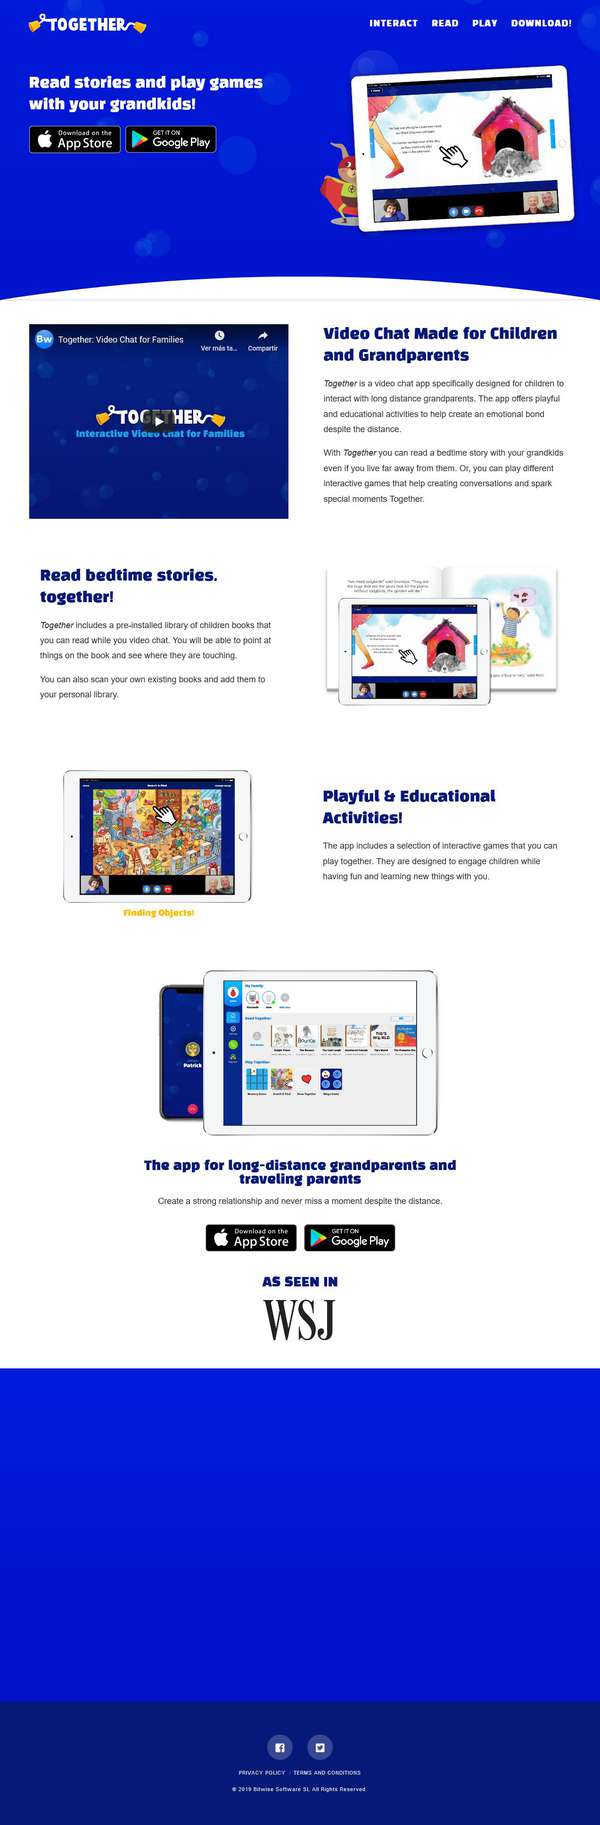 TOGETHER
INTERACT READ PLAY DOWNLOAD!
Read stories and play games
with your grandkids!
Download on the
App Store
GET IT ON
Google Play
Bw
Together: Video Chat for Families
Ver más ta...
Compartir
TOGETHER
Interactive Video Chat for Families
Video Chat Made for Children
and Grandparents
Together is a video chat app specifically designed for children to
interact with long distance grandparents. The app offers playful
and educational activities to help create an emotional bond
despite the distance.
With Together you can read a bedtime story with your grandkids
even if you live far away from them. Or, you can play different
interactive games that help creating conversations and spark
special moments Together.
Read bedtime stories.
together!
Together includes a pre-installed library of children books that
you can read while you video chat. You will be able to point at
things on the book and see where they are touching.
You can also scan your own existing books and add them to
your personal library.
Finding Objects!
Playful & Educational
Activities!
The app includes a selection of interactive games that you can
play together. They are designed to engage children while
having fun and learning new things with you.
My Family
Read Together
Bounce
Play Together
Patrick
The app for long-distance grandparents and
traveling parents
Create a strong relationship and never miss a moment despite the distance.
Download on the
App Store
GET IT ON
Google Play
AS SEEN IN
WSJ
PRIVACY POLICY / TERMS AND CONDITIONS
© 2019 Bitwise Software SL All Rights Reserved.